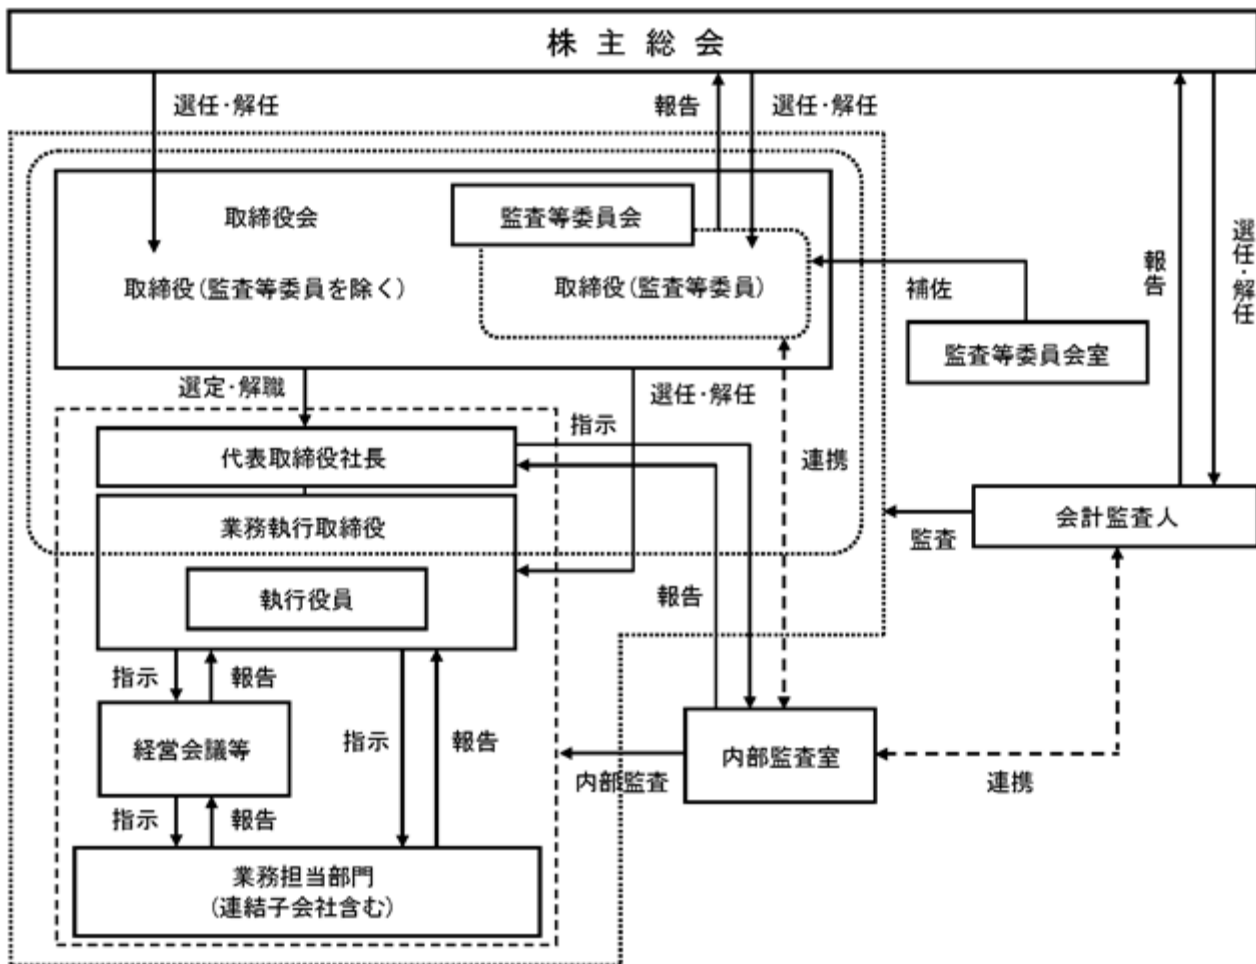 株主総会
選任・解任
報告
選任・解任
報告
選任・解任
取締役会
監査等委員会
取締役(監査等委員を除く)
取締役(監査等委員)
補佐
監査等委員会室
選定・解職
選任・解任
指示
連携
代表取締役社長
業務執行取締役
会計監査人
監査
執行役員
報告
指示
報告
経営会議等
指示
報告
内部監査室
内部監査
連携
指示
報告
業務担当部門
(連結子会社含む)